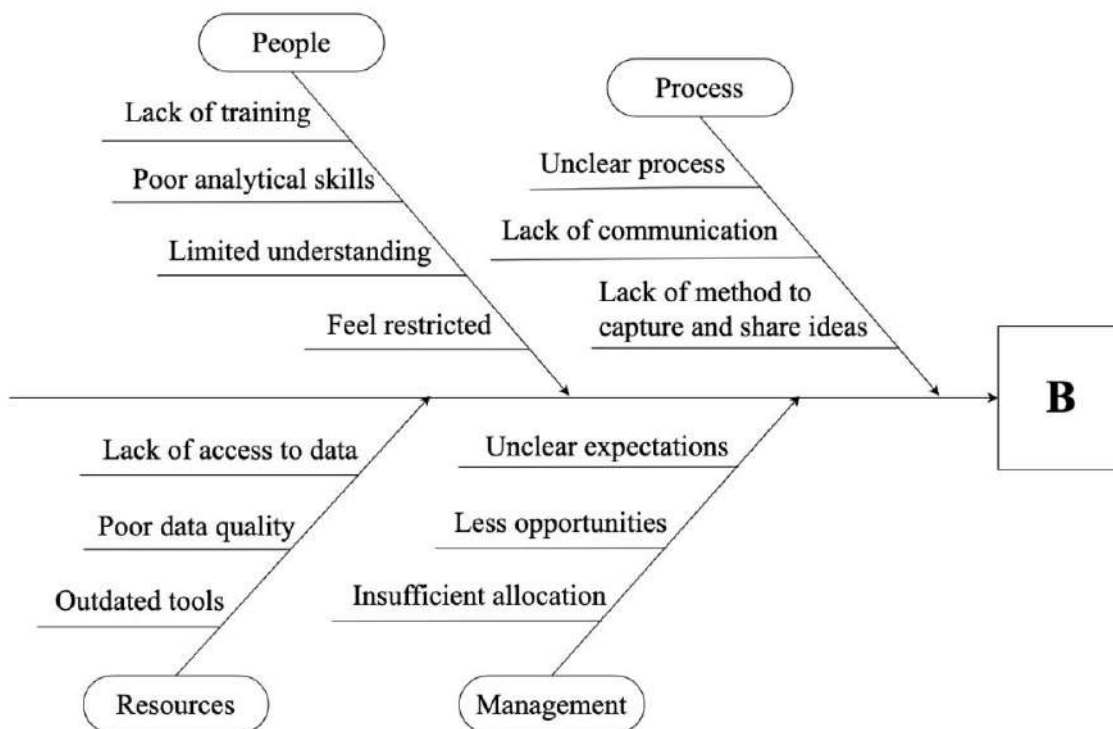 People
Lack of training
Poor analytical skills
Limited understanding
Feel restricted
Process
Unclear process
Lack of communication
Lack of method to
capture and share ideas
B
Lack of access to data
Poor data quality
Outdated tools
Resources
Unclear expectations
Less opportunities
Insufficient allocation
Management